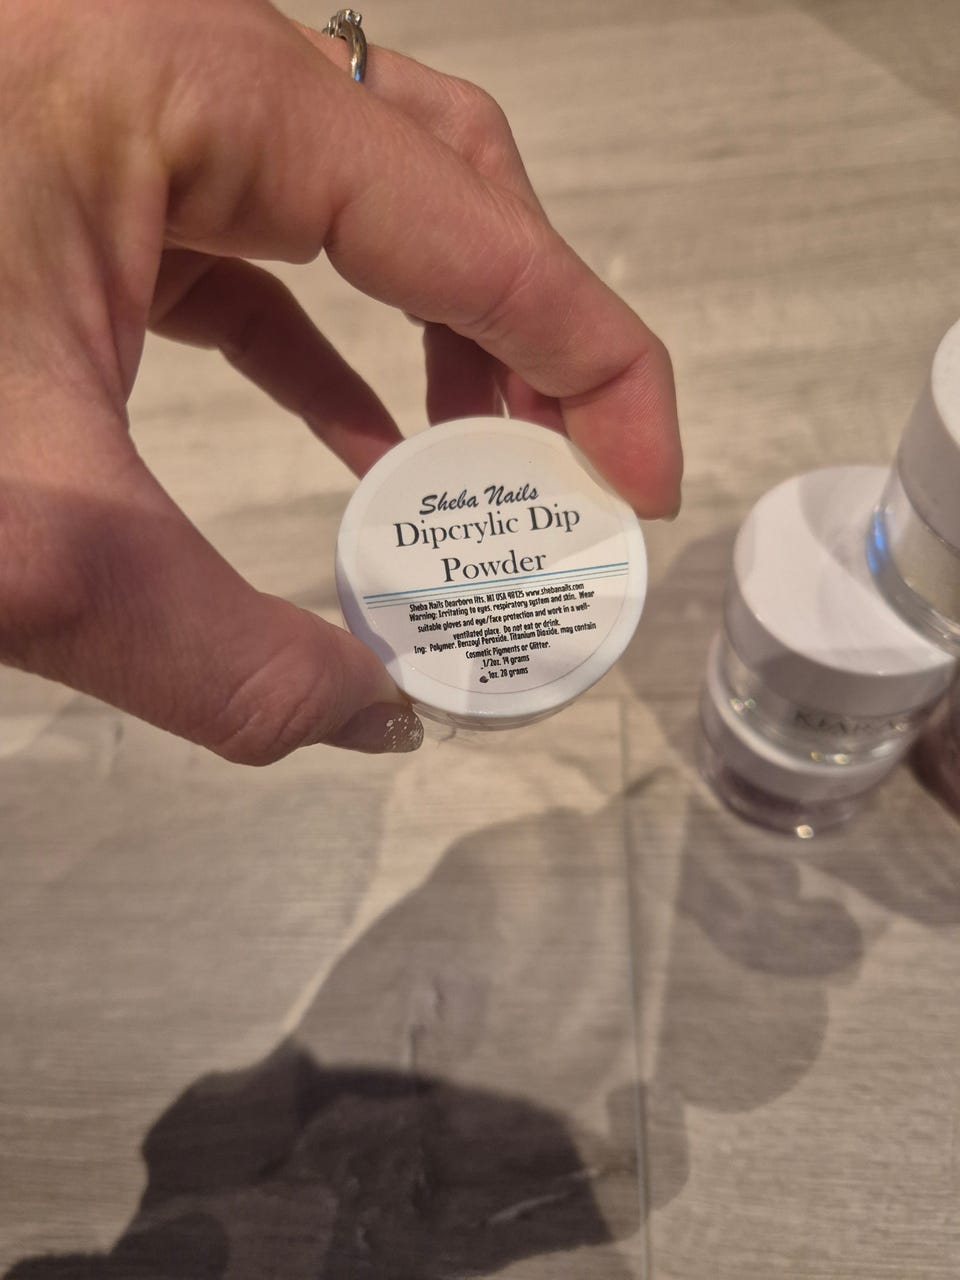 Sheba Nails
Dipcrylic Dip
Powder
Sheba Nails Dearborn Hts. MI USA 48125 www.shebanails.com
Warning: Irritating to eyes, respiratory system and skin. Wear
suitable gloves and eye/face protection and work in a well-
ventilated place. Do not eat or drink.
Ing: Polymer, Benzoyl Peroxide, Titanium Dioxide, may contain
Cosmetic Pigments or Glitter.
1/2oz. 14 grams
1oz. 28 grams